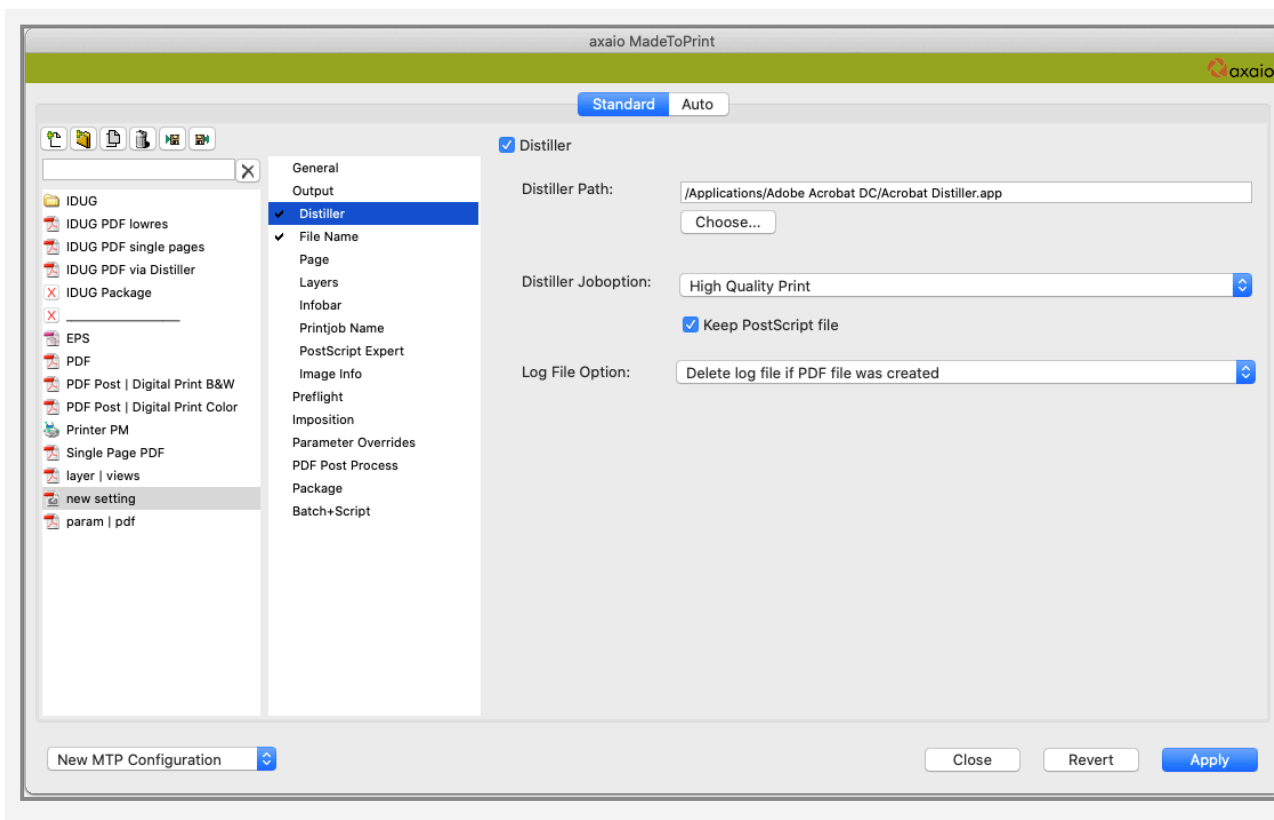 axaio MadeToPrint
axaio
Standard Auto
Distiller
General
Output
Distiller
File Name
Page
Layers
Infobar
Printjob Name
PostScript Expert
Image Info
Preflight
Imposition
Parameter Overrides
PDF Post Process
Package
Batch+Script
IDUG
IDUG PDF lowres
IDUG PDF single pages
IDUG PDF via Distiller
IDUG Package
EPS
PDF
PDF Post | Digital Print B&W
PDF Post | Digital Print Color
Printer PM
Single Page PDF
layer | views
new setting
param | pdf
Distiller Path: /Applications/Adobe Acrobat DC/Acrobat Distiller.app
Choose...
Distiller Joboption: High Quality Print
Keep PostScript file
Log File Option: Delete log file if PDF file was created
New MTP Configuration
Close Revert Apply